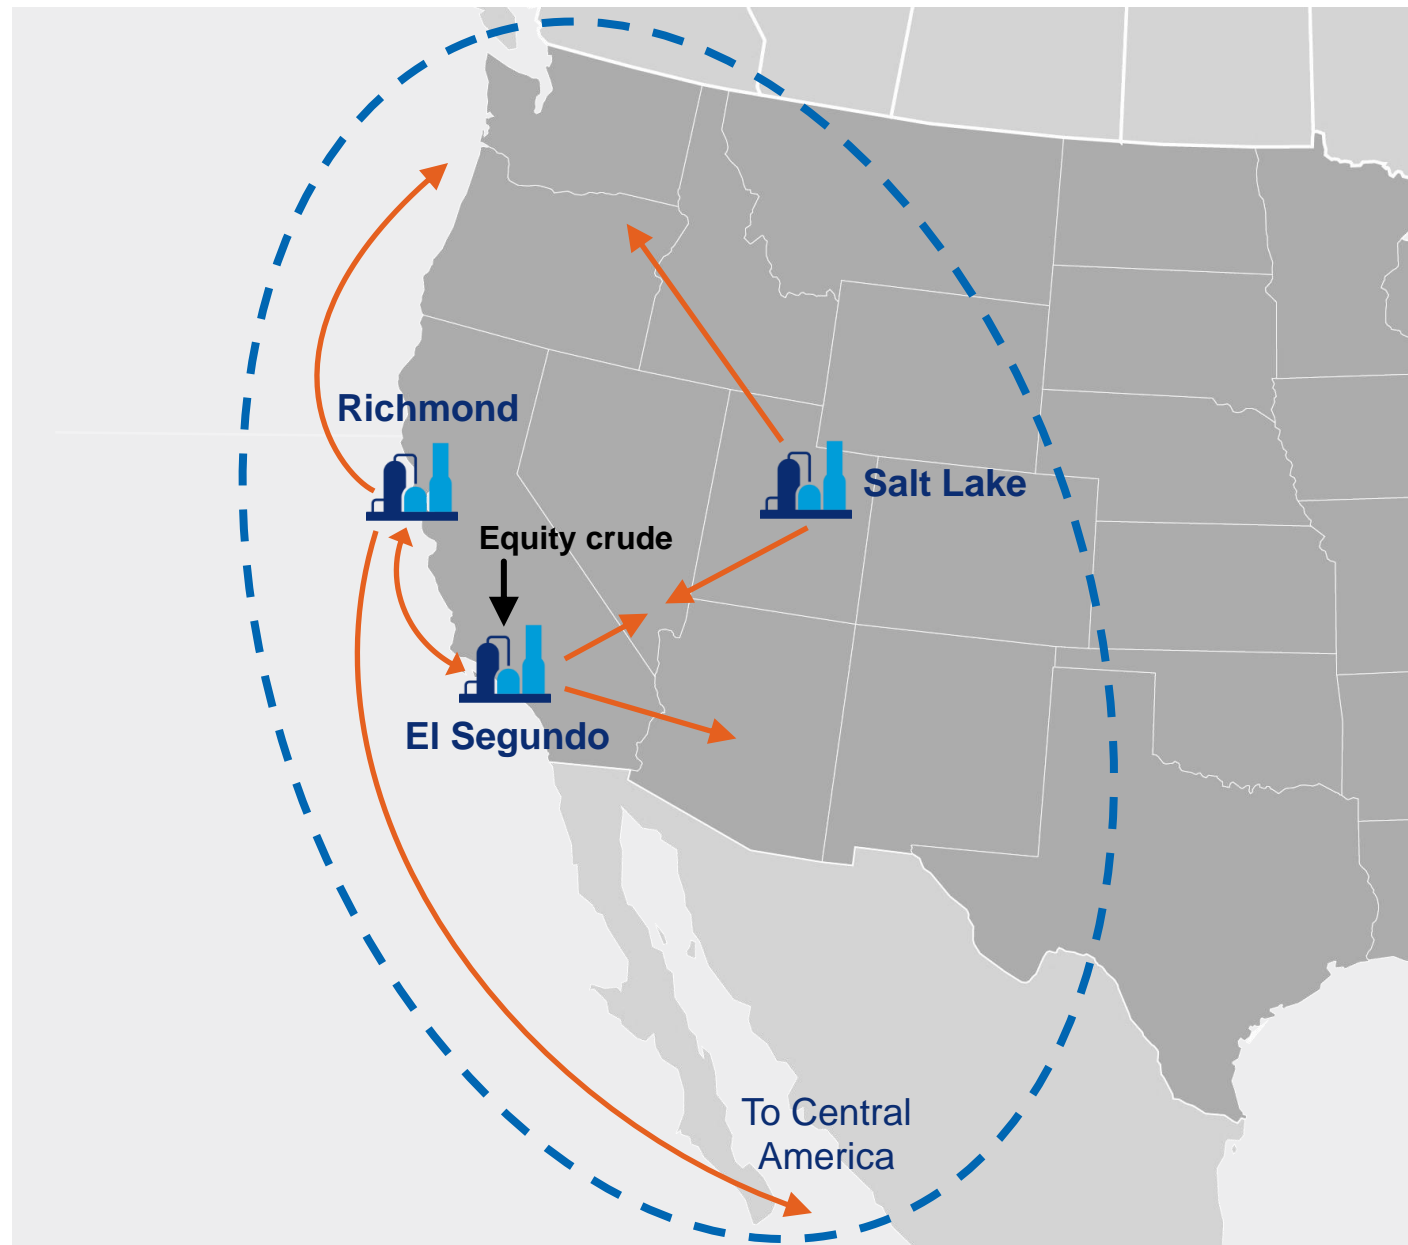 Richmond
Salt Lake
Equity crude
El Segundo
To Central
America